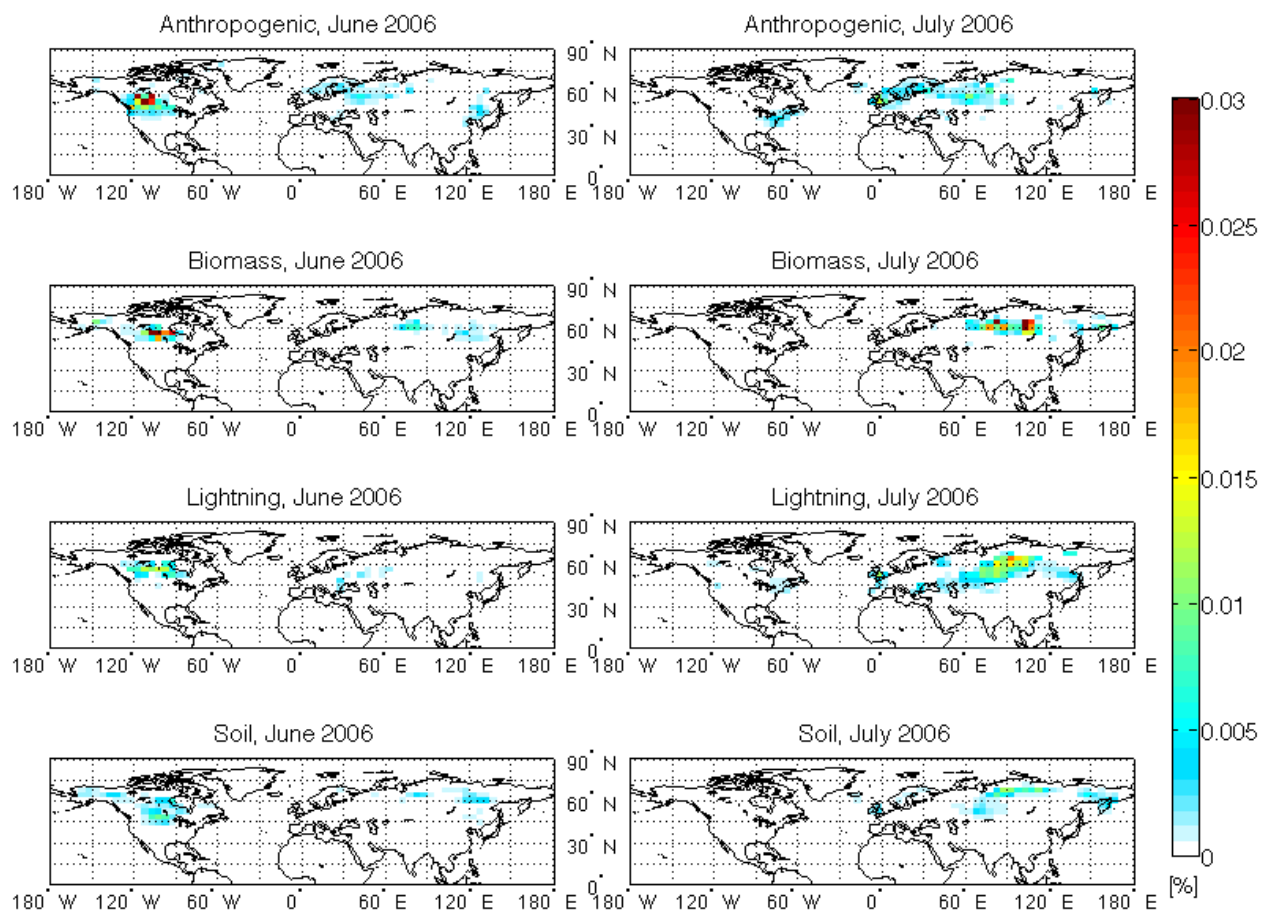 Anthropogenic, June 2006 Anthropogenic, July 2006
90° N
60 N
30 N
0°
180 W 120 W 60 W 0 60 E 120 E 180 E
180 W 120 W 60 W 0 60 E 120 E 180 E
Biomass, June 2006 Biomass, July 2006
90 N
60 N
30 N
0
180 W 120 W 60 W 0 60 E 120 E 180 E
180 W 120 W 60 W 0 60 E 120 E 180 E
Lightning, June 2006 Lightning, July 2006
90 N
60 N
30 N
0
180 W 120 W 60 W 0 60 E 120 E 180 E
180 W 120 W 60 W 0 60 E 120 E 180 E
Soil, June 2006 Soil, July 2006
90 N
60 N
30 N
0
180 W 120 W 60 W 0 60 E 120 E 180 E
180 W 120 W 60 W 0 60 E 120 E 180 E
0.03
0.025
0.02
0.015
0.01
0.005
0
[%]